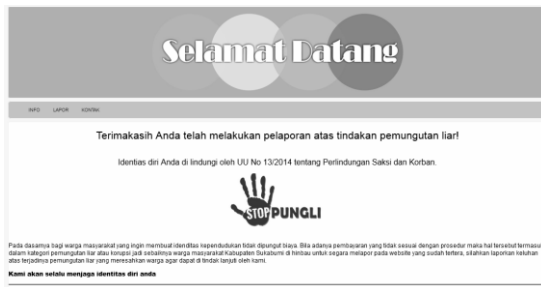 Selamat Datang
INFO LAPOR KONTAK
Terimakasih Anda telah melakukan pelaporan atas tindakan pemungutan liar!
Identias diri Anda di lindungi oleh UU No 13/2014 tentang Perlindungan Saksi dan Korban.
STOP PUNGLI
Pada dasarnya bagi warga masyarakat yang ingin membuat idenditas kependudukan tidak dipungut biaya. Bila adanya pembayaran yang tidak sesuai dengan prosedur maka hal tersebut termasu
dalam kategori pemungutan liar atau korupsi jadi sebaiknya warga masyarakat Kabupaten Sukabumi di himbau untuk segera melapor pada website yang sudah tertera, silahkan laporkan keluhan
atas terjadinya pemungutan liar yang meresahkan warga agar dapat di tindak lanjuti oleh kami.
Kami akan selalu menjaga identitas diri anda